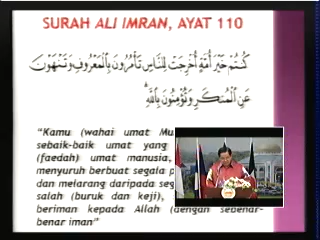 SURAH ALI IMRAN, AYAT 110
كُنتُمْ خَيْرَ أُمَّةٍ أُخْرِجَتْ لِلنَّاسِ تَأْمُرُونَ بِالْمَعْرُوفِ وَتَنْهَوْنَ
عَنِ الْمُنكَرِ وَتُؤْمِنُونَ بِاللَّهِ
"Kamu (wahai umat
sebaik-baik umat yang
(faedah) umat manusia,
menyuruh berbuat segala
dan melarang daripada
salah (buruk dan keji),
beriman kepada Allah (dengan sebenar-
benar iman"